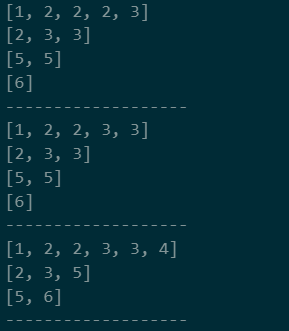 [1, 2, 2, 2, 3]
[2, 3, 3]
[5, 5]
[6]
-------------------
[1, 2, 2, 3, 3]
[2, 3, 3]
[5, 5]
[6]
-------------------
[1, 2, 2, 3, 3, 4]
[2, 3, 5]
[5, 6]
-------------------